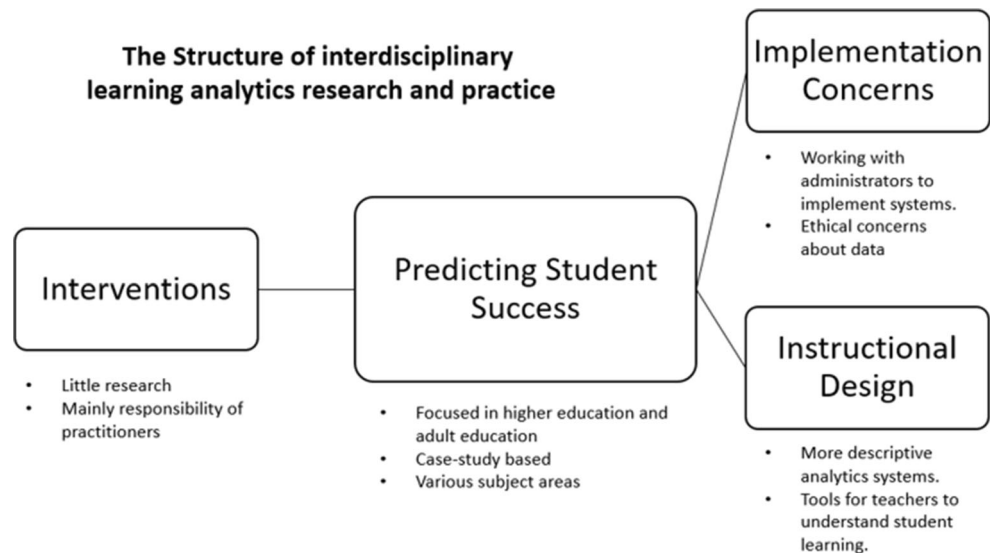 The Structure of interdisciplinary
learning analytics research and practice
Interventions
• Little research
• Mainly responsibility of
practitioners
Predicting Student
Success
• Focused in higher education and
adult education
• Case-study based
• Various subject areas
Implementation
Concerns
• Working with
administrators to
implement systems.
• Ethical concerns
about data
Instructional
Design
• More descriptive
analytics systems.
• Tools for teachers to
understand student
learning.